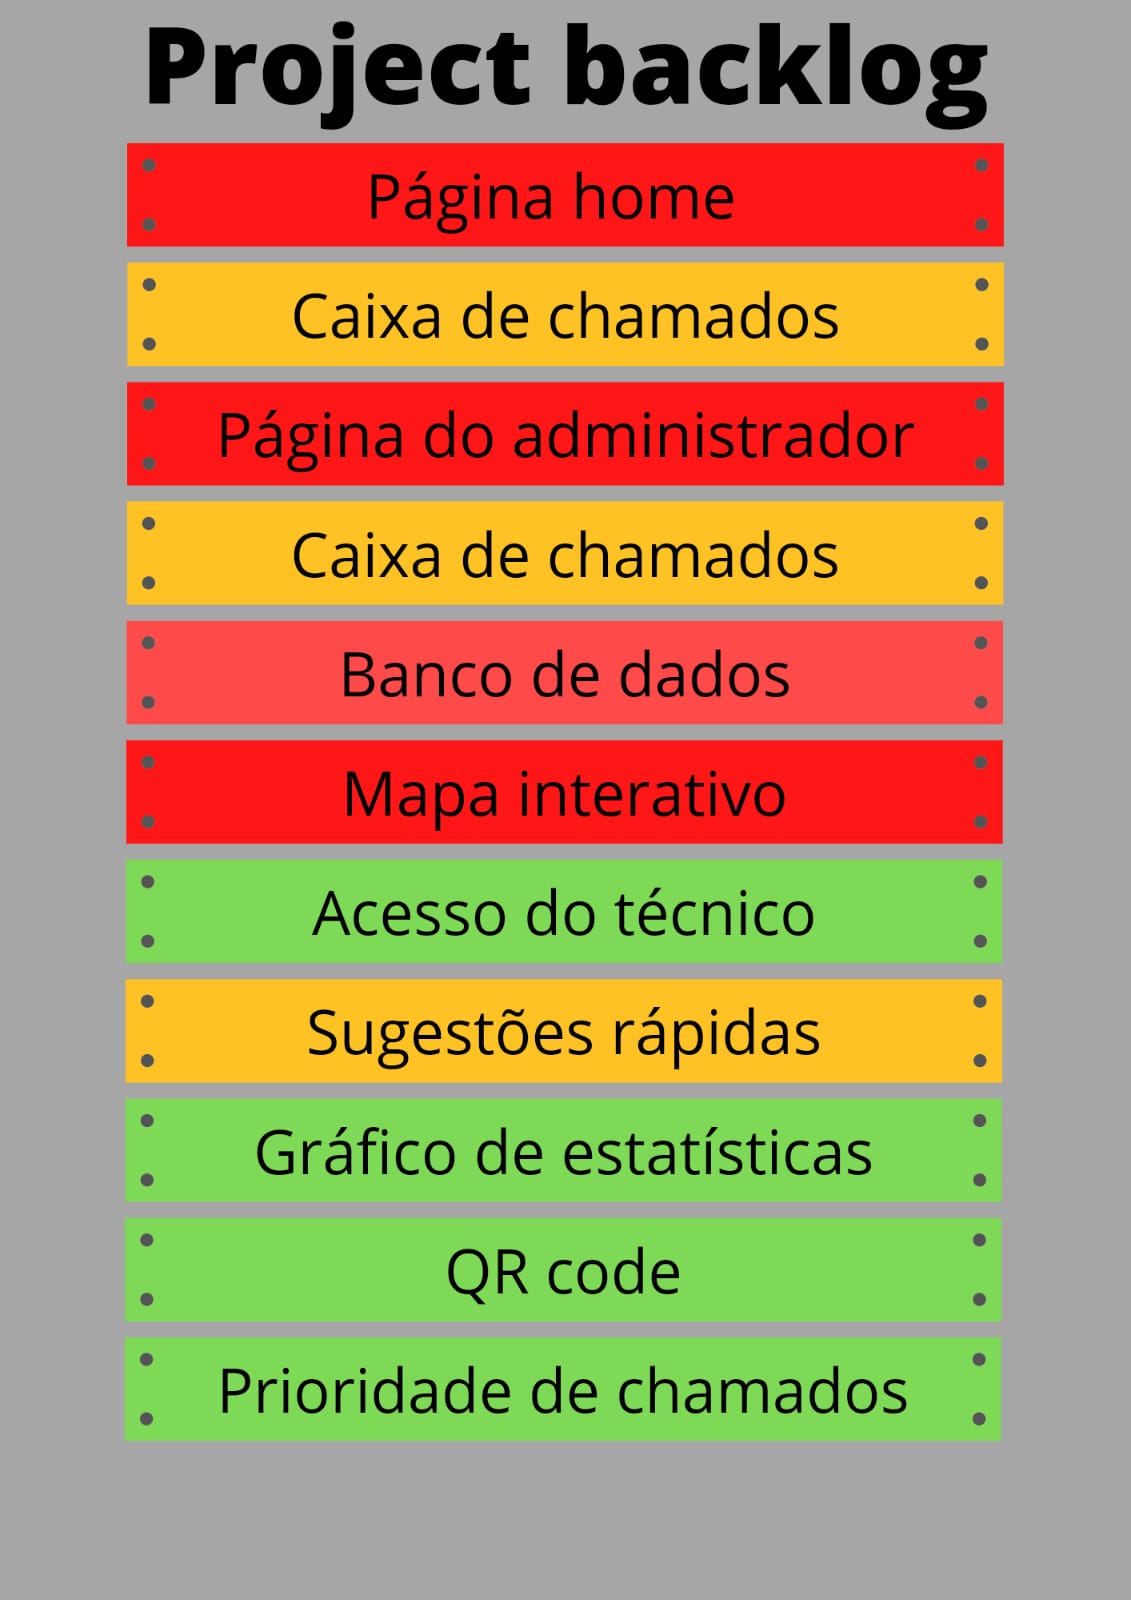 Project backlog
Página home
Caixa de chamados
Página do administrador
Caixa de chamados
Banco de dados
Mapa interativo
Acesso do técnico
Sugestões rápidas
Gráfico de estatísticas
QR code
Prioridade de chamados